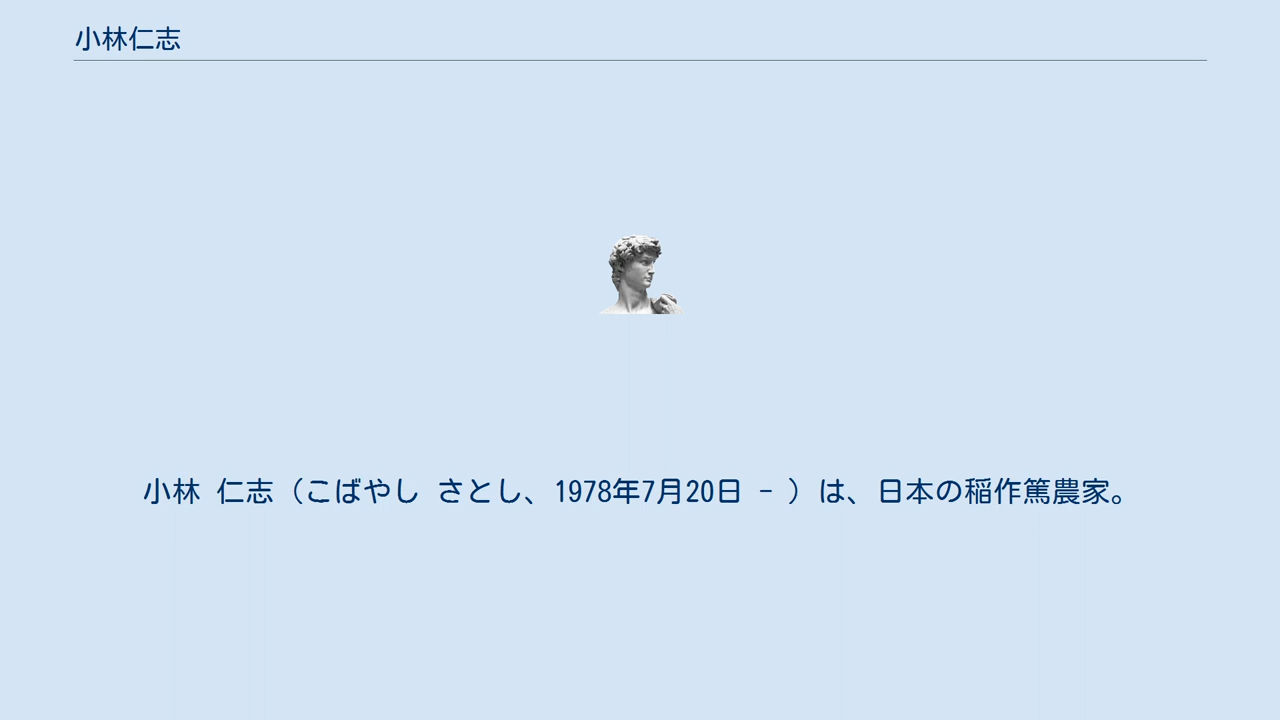 小林仁志
小林 仁志（こばやし さとし、1978年7月20日 - ）は、日本の稲作篤農家。